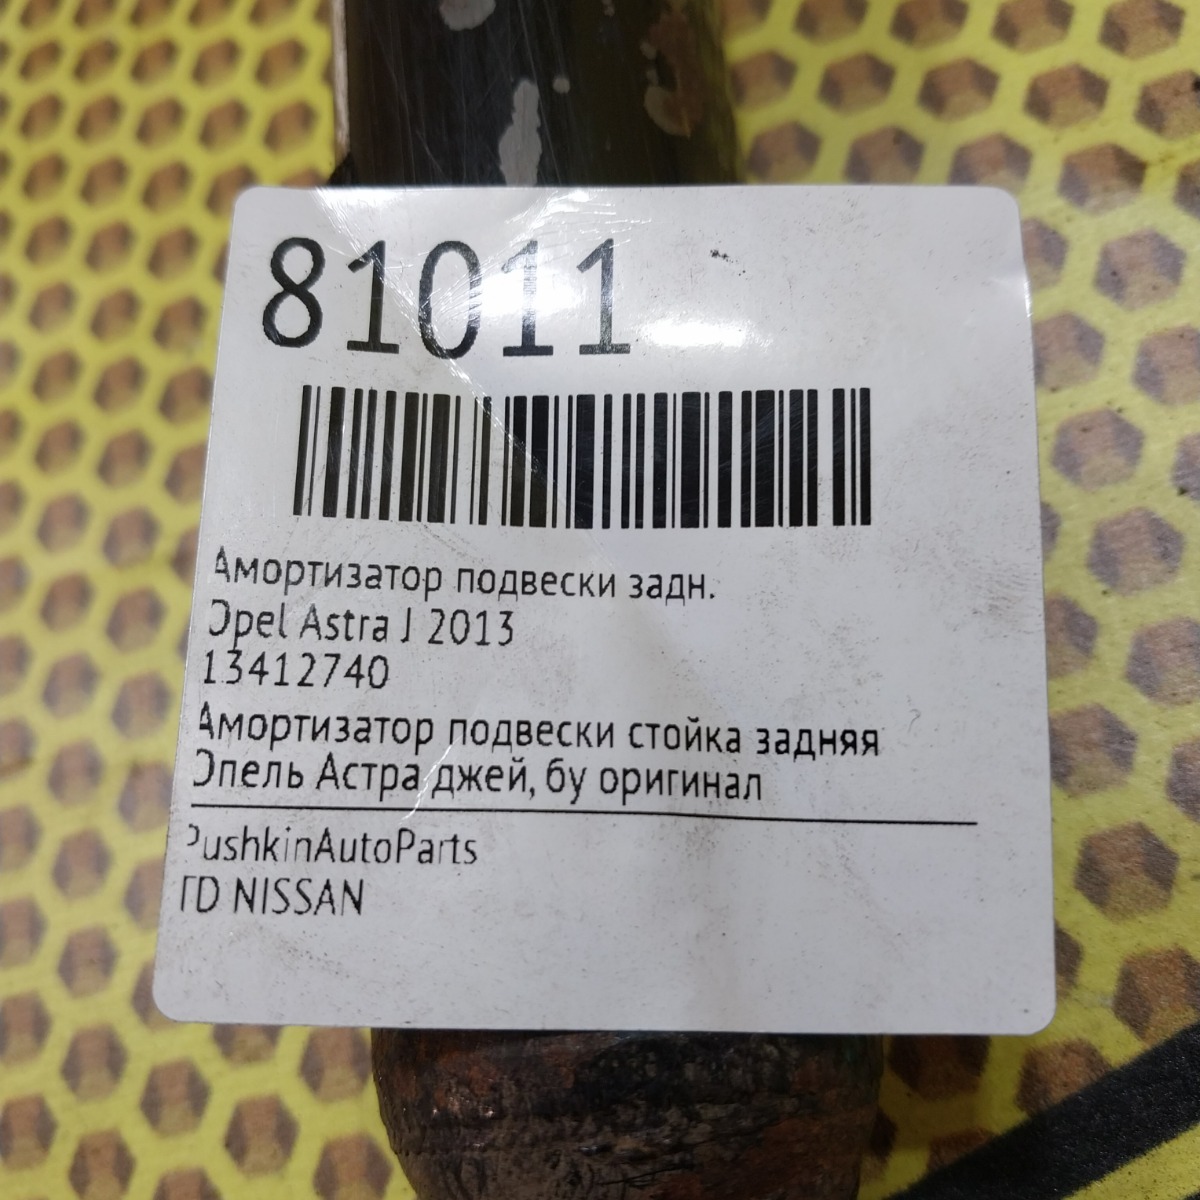 81011
Амортизатор подвески задн.
Opel Astra J 2013
13412740
Амортизатор подвески стойка задняя
Опель Астра джей, бу оригинал
PushkinAutoParts
TD NISSAN